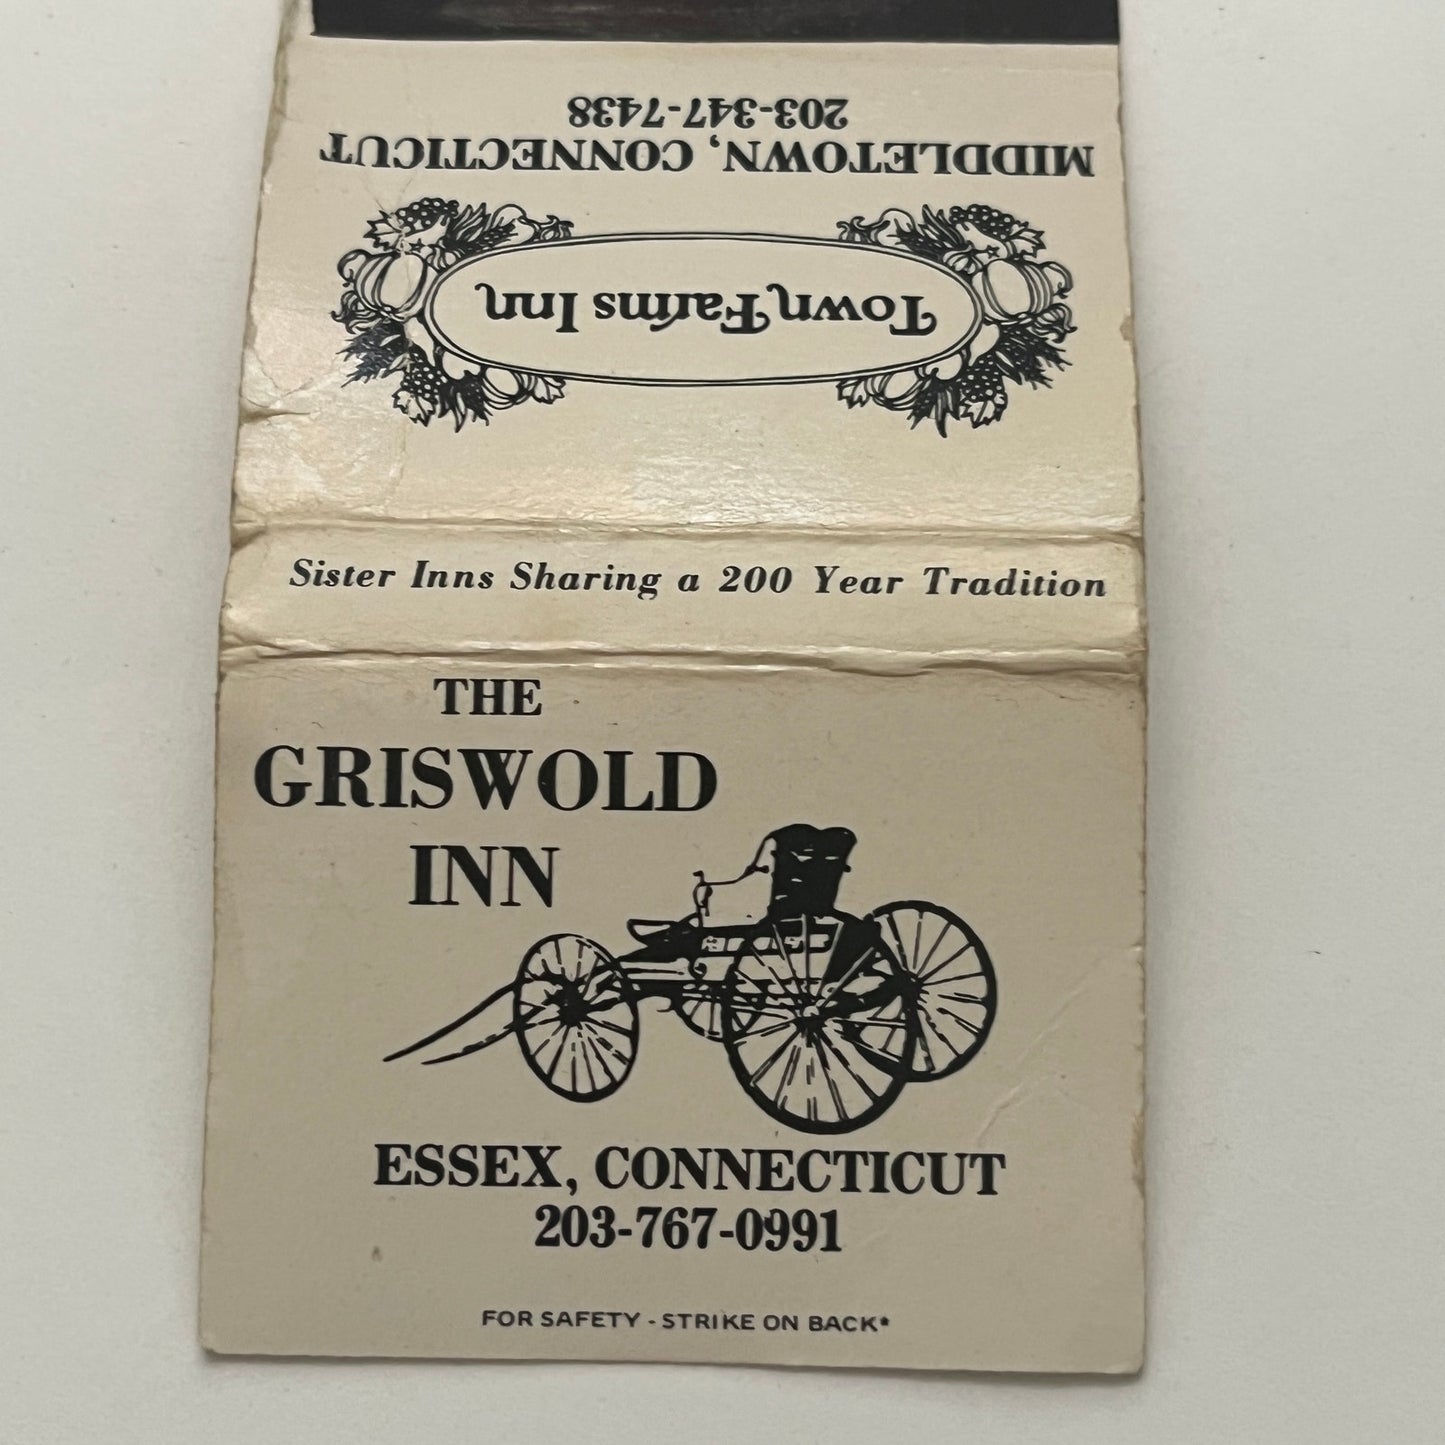 203-347-7438
MIDDLETOWN, CONNECTICUT
Town Farms Inn
Sister Inns Sharing a 200 Year Tradition
THE
GRISWOLD
INN
ESSEX, CONNECTICUT
203-767-0991
FOR SAFETY - STRIKE ON BACK*